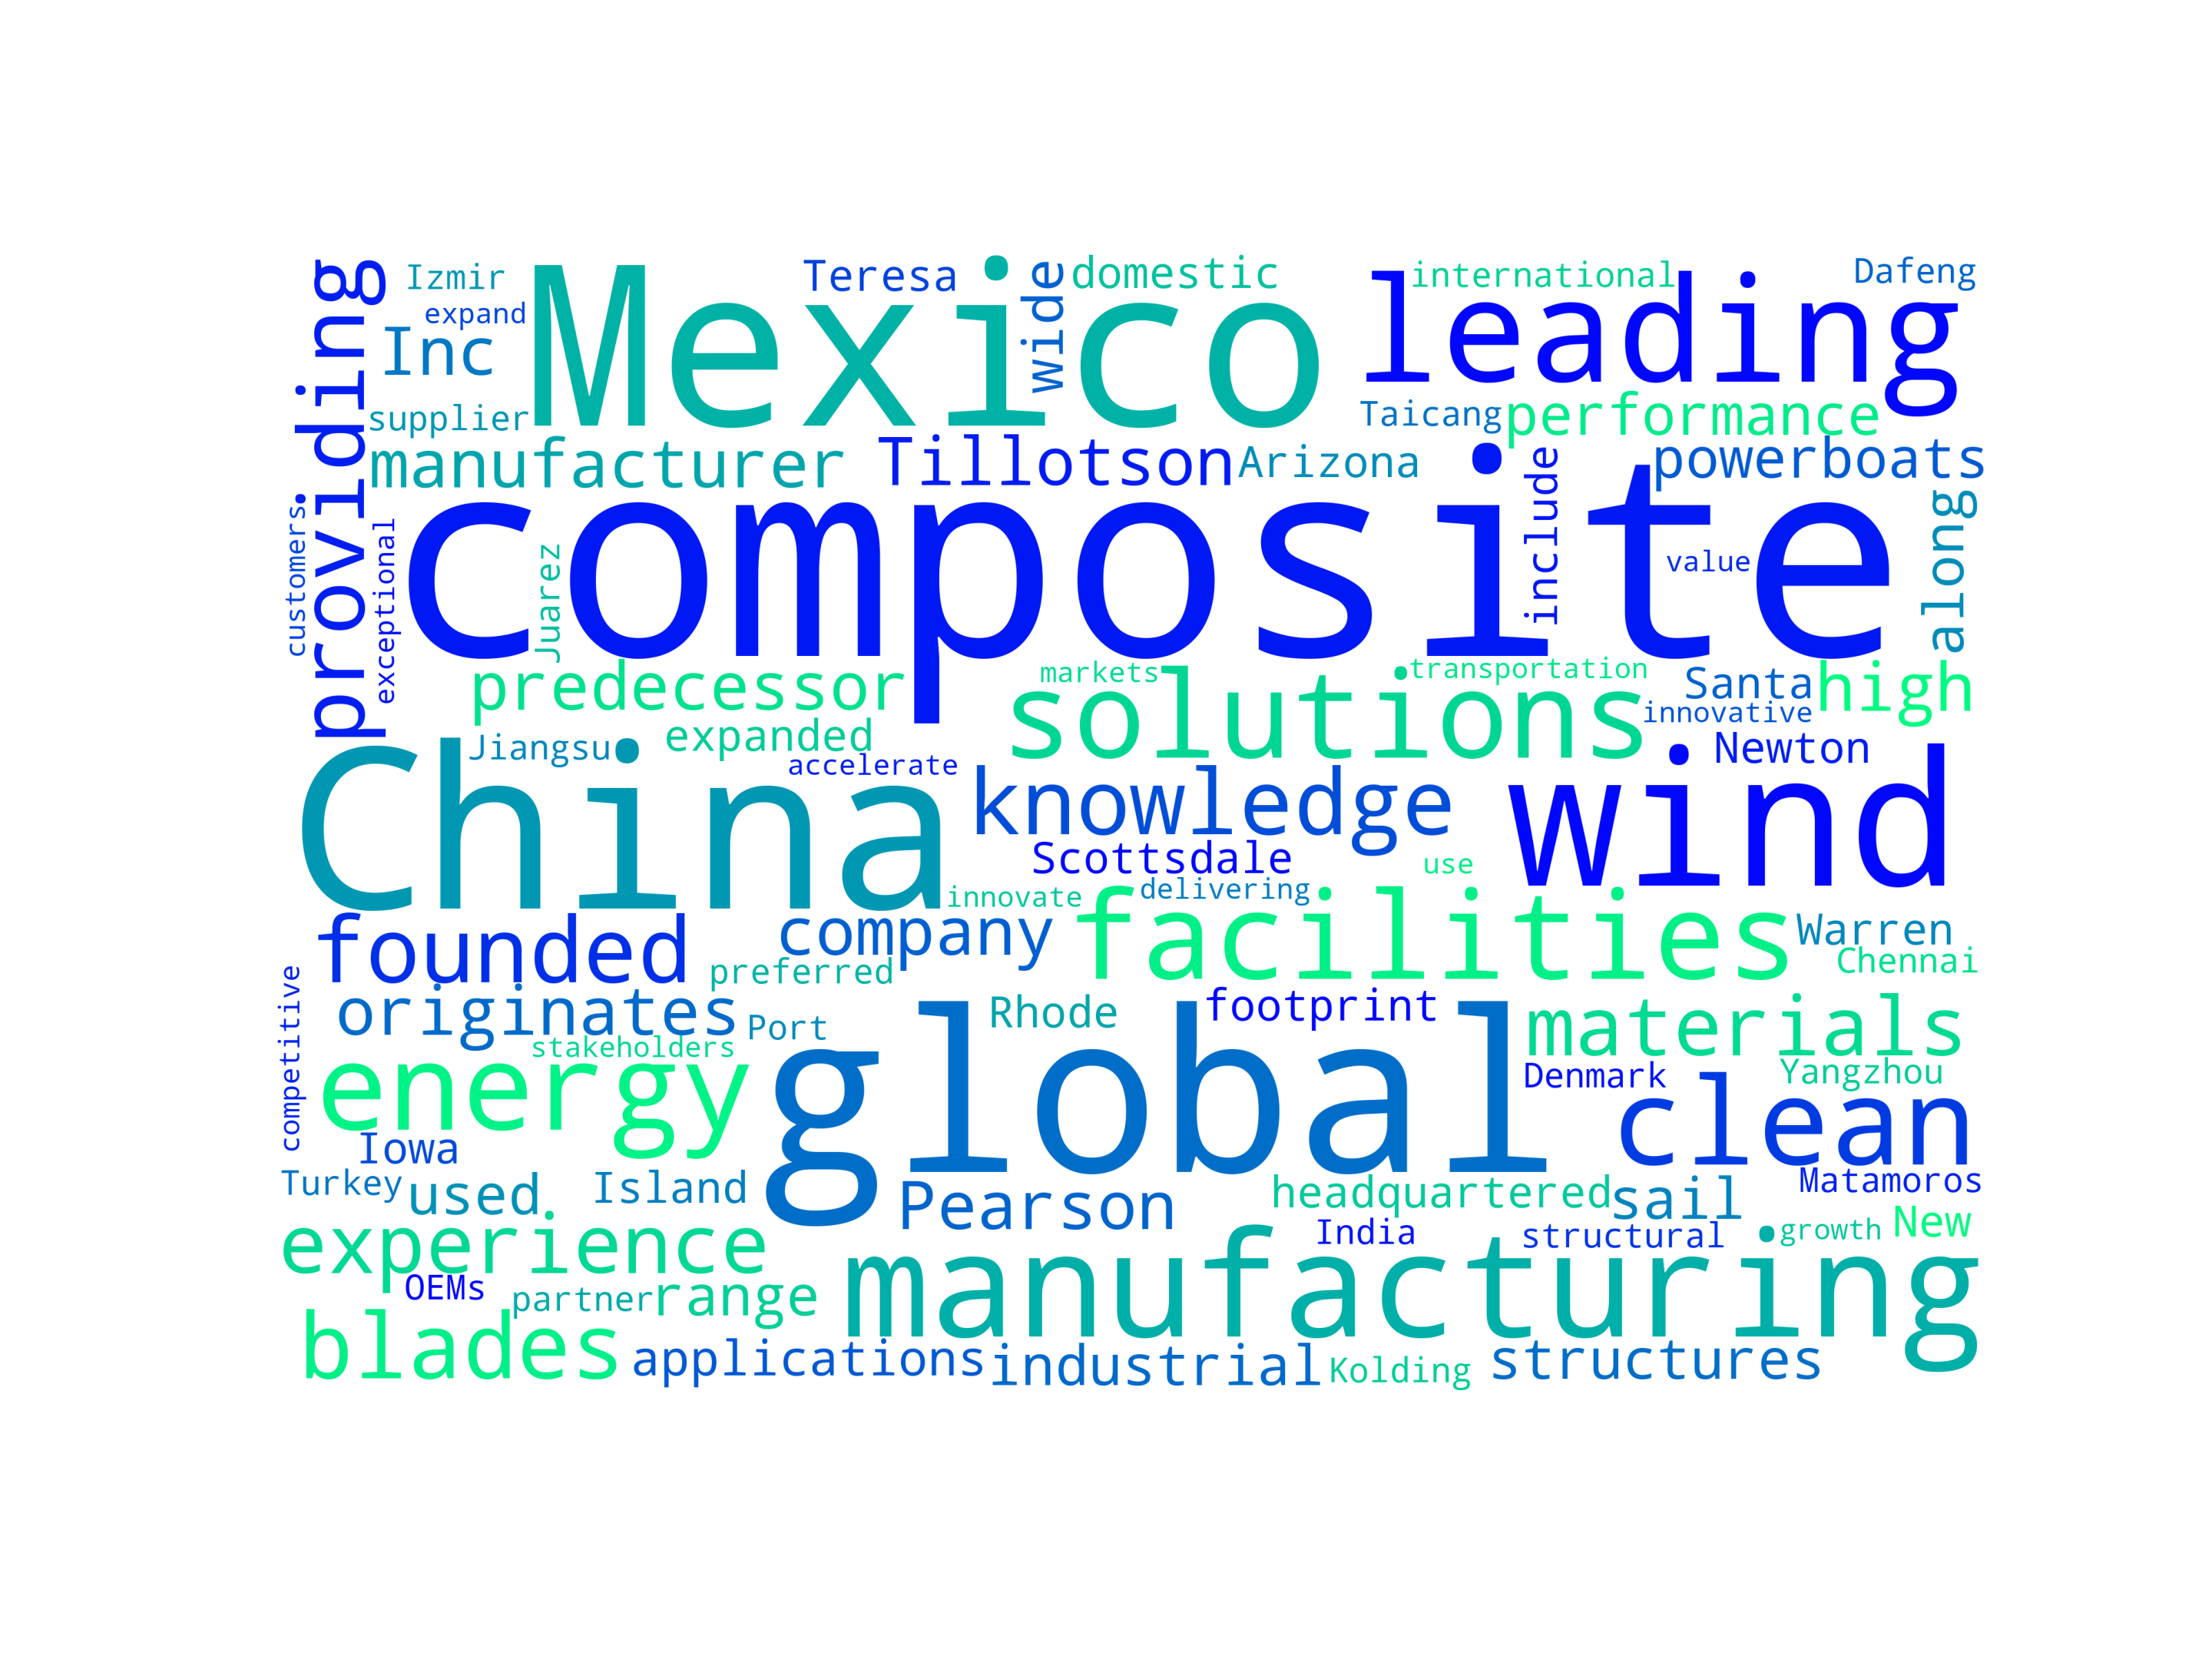 providing
Izmir
expand
Inc
Mexico
Teresa
wide
domestic
leading
international
Dafeng
supplier
Taicang
performance
manufacturer
Tillotson
Arizona
include
powerboats
customers
exceptional
composite
value
along
Juarez
predecessor
markets
solutions
transportation
Santa
high
innovative
Jiangsu
expanded
accelerate
Newton
China
knowledge
wind
Scottsdale
use
innovate
delivering
founded
company
facilities
Warren
Chennai
preferred
competitive
originates
Port
Rhode
footprint
materials
stakeholders
energy
global
Denmark
Yangzhou
clean
Iowa
Turkey
used
Island
Pearson
headquartered
sail
Matamoros
experience
India
structural
growth
New
OEMs
partner
range
manufacturing
blades
applications
industrial
Kolding
structures